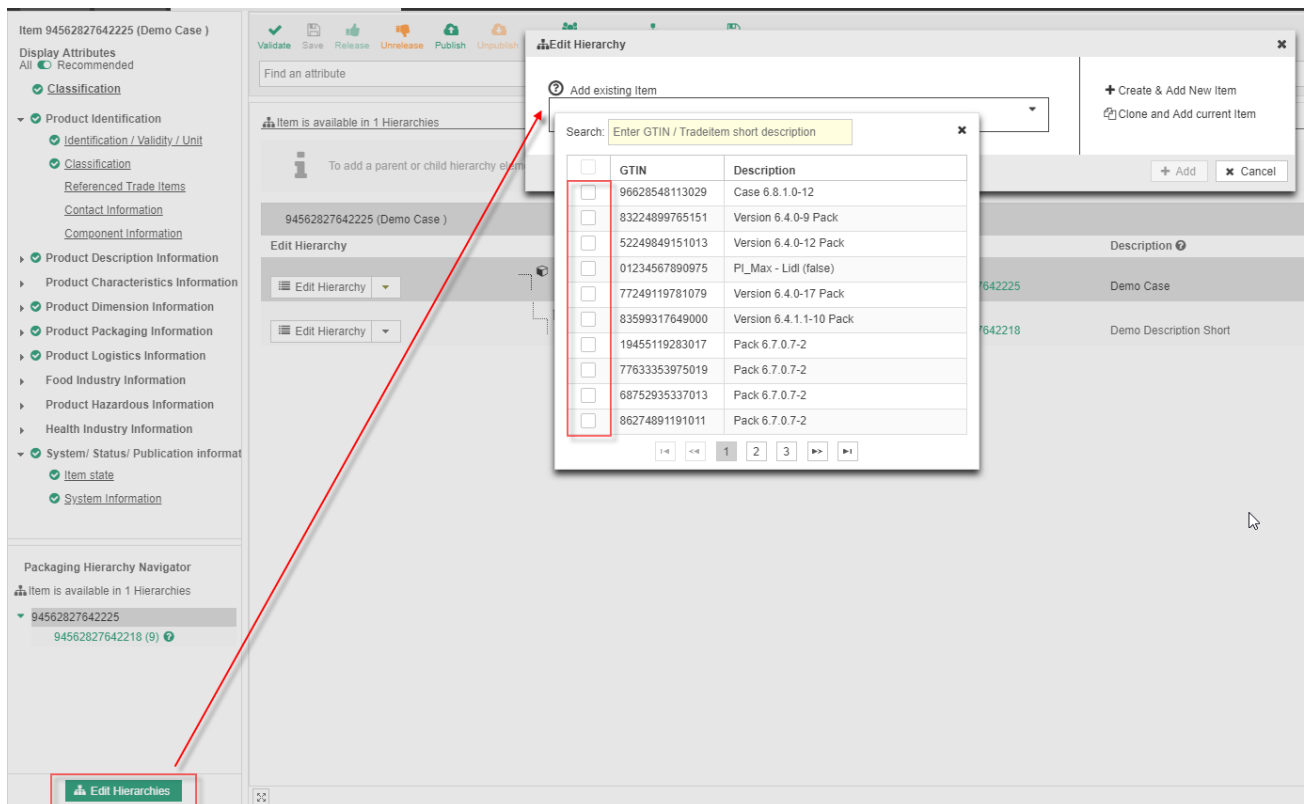 Item 94562827642225 (Demo Case )
Display Attributes
All Recommended
Classification
Product Identification
Identification / Validity / Unit
Classification
Referenced Trade Items
Contact Information
Component Information
Product Description Information
Product Characteristics Information
Product Dimension Information
Product Packaging Information
Product Logistics Information
Food Industry Information
Product Hazardous Information
Health Industry Information
System/ Status/ Publication informat
Item state
System Information
Packaging Hierarchy Navigator
Item is available in 1 Hierarchies
94562827642225
94562827642218 (9)
Edit Hierarchies
Validate Save Release Unrelease Publish Unpublish
Find an attribute
Item is available in 1 Hierarchies
To add a parent or child hierarchy elem
94562827642225 (Demo Case )
Edit Hierarchy
Description
Edit Hierarchy
7642225
Demo Case
Edit Hierarchy
7642218
Demo Description Short
Edit Hierarchy
Add existing Item
+ Create & Add New Item
Clone and Add current Item
+ Add
Cancel
Search: Enter GTIN / Tradeitem short description
GTIN Description
96628548113029 Case 6.8.1.0-12
83224899765151 Version 6.4.0-9 Pack
52249849151013 Version 6.4.0-12 Pack
01234567890975 PI_Max - Lidl (false)
77249119781079 Version 6.4.0-17 Pack
83599317649000 Version 6.4.1.1-10 Pack
19455119283017 Pack 6.7.0.7-2
77633353975019 Pack 6.7.0.7-2
68752935337013 Pack 6.7.0.7-2
86274891191011 Pack 6.7.0.7-2
1 2 3